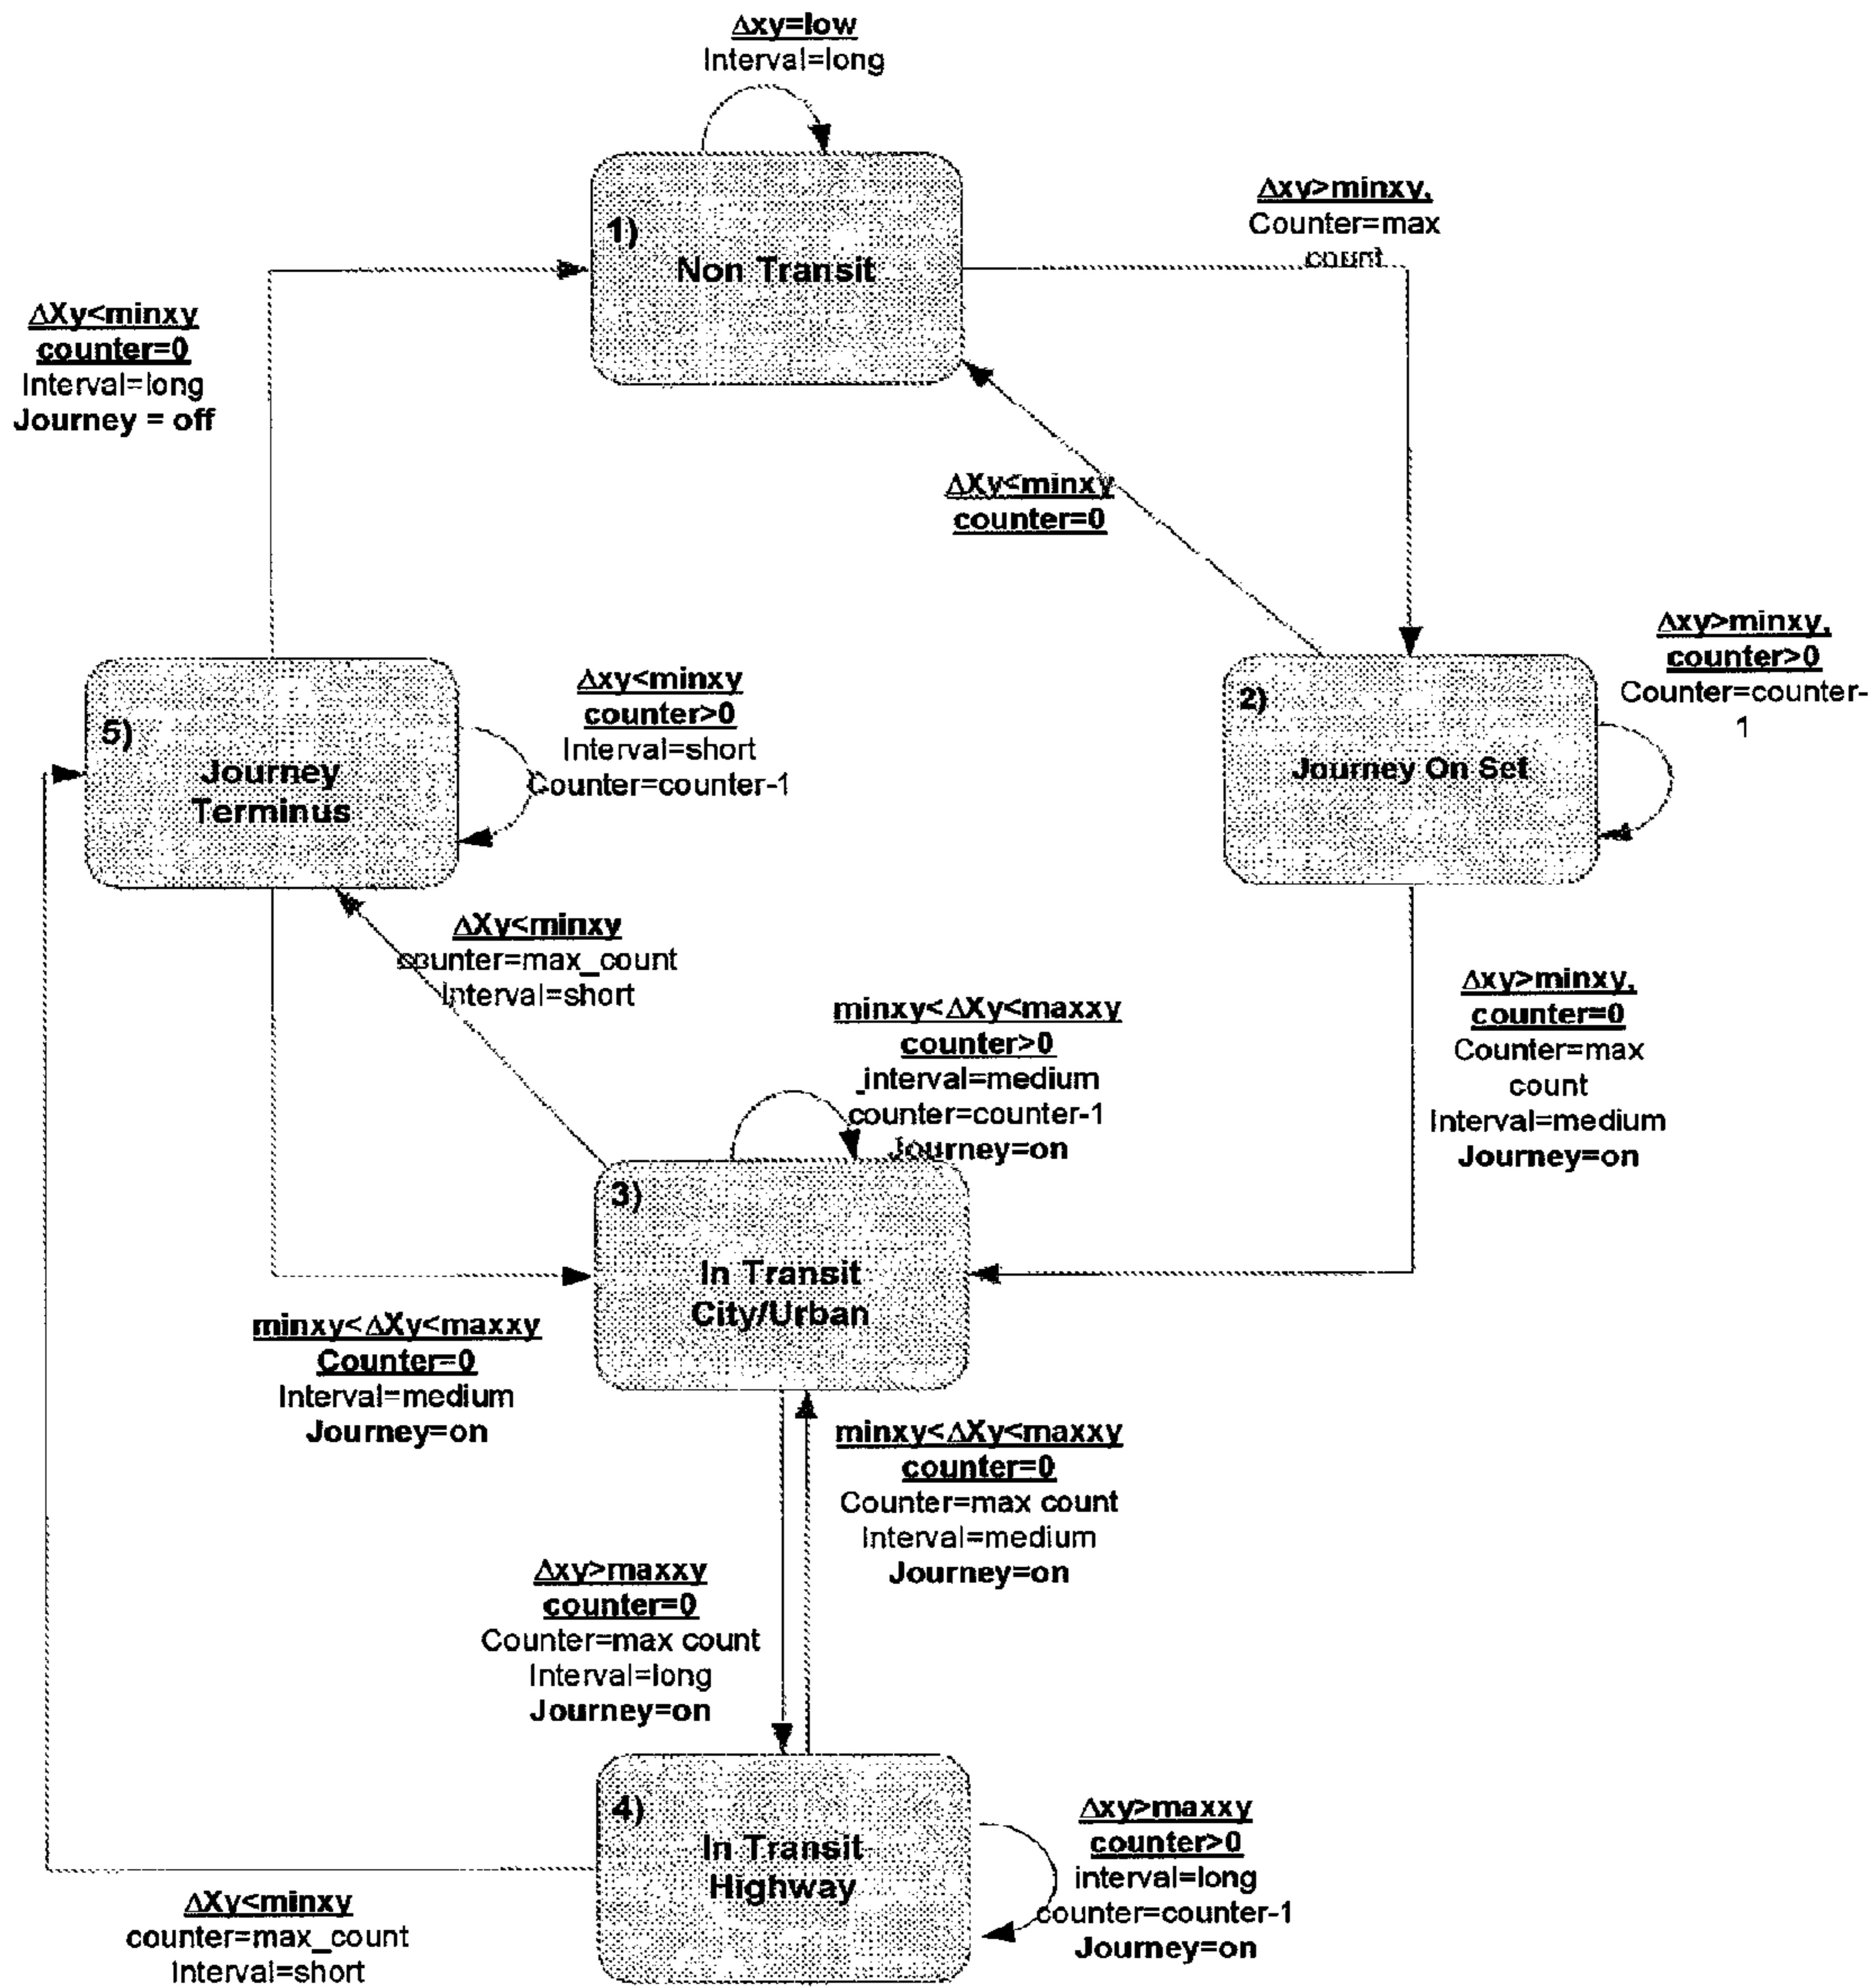 Δxy=low
Interval=long
1)
Non Transit
Δxy>minxy,
Counter=max
count
ΔXy<minxy
counter=0
Interval=long
Journey = off
ΔXy<minxy
counter=0
Δxy>minxy,
counter>0
Counter=counter-
1
2)
Journey On Set
5)
Journey
Terminus
Δxy<minxy
counter>0
Interval=short
Counter=counter-1
ΔXy<minxy
counter=max_count
Interval=short
minxy<ΔXy<maxxy
counter>0
_interval=medium
counter=counter-1
Journey=on
Δxy>minxy,
counter=0
Counter=max
count
Interval=medium
Journey=on
3)
In Transit
City/Urban
minxy<ΔXy<maxxy
Counter=0
Interval=medium
Journey=on
minxy<ΔXy<maxxy
counter=0
Counter=max count
Interval=medium
Journey=on
Δxy>maxxy
counter=0
Counter=max count
Interval=long
Journey=on
4)
In Transit
Highway
Δxy>maxxy
counter>0
interval=long
counter=counter-1
Journey=on
ΔXy<minxy
counter=max_count
Interval=short